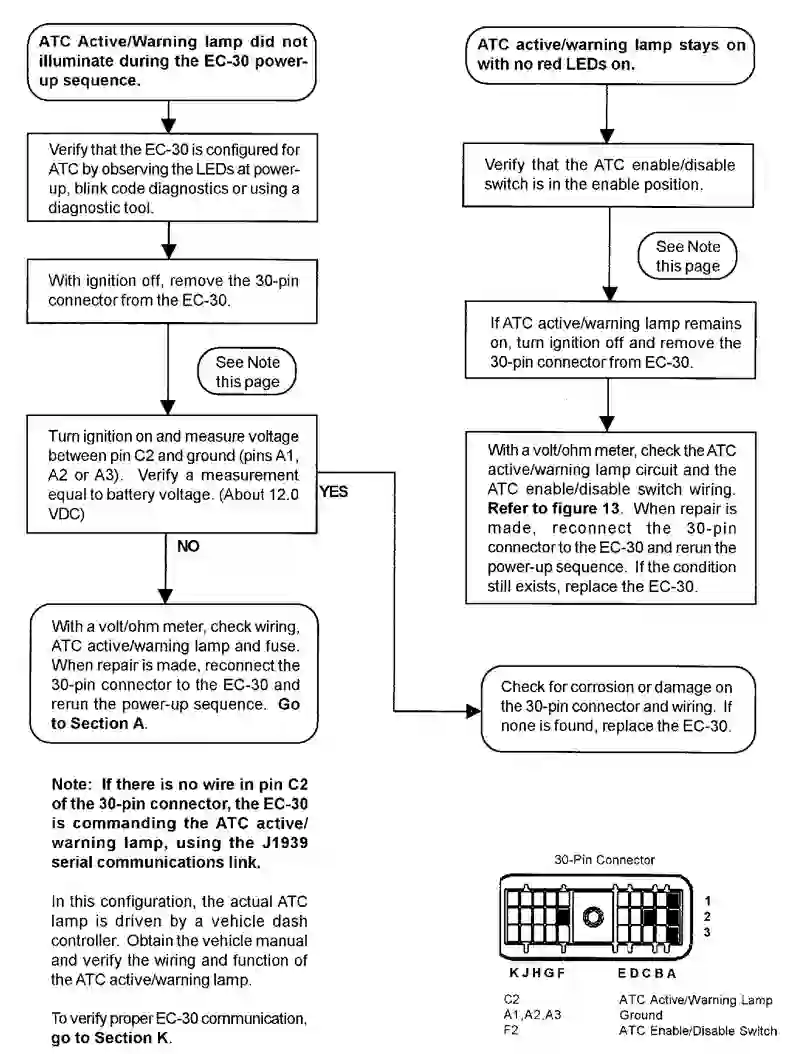 ATC Active/Warning lamp did not
illuminate during the EC-30 power-
up sequence.
Verify that the EC-30 is configured for
ATC by observing the LEDs at power-
up, blink code diagnostics or using a
diagnostic tool.
With ignition off, remove the 30-pin
connector from the EC-30.
See Note
this page
Turn ignition on and measure voltage
between pin C2 and ground (pins A1,
A2 or A3). Verify a measurement
equal to battery voltage. (About 12.0
VDC)
YES
NO
With a volt/ohm meter, check wiring,
ATC active/warning lamp and fuse.
When repair is made, reconnect the
30-pin connector to the EC-30 and
rerun the power-up sequence. Go
to Section A.
Note: If there is no wire in pin C2
of the 30-pin connector, the EC-30
is commanding the ATC active/
warning lamp, using the J1939
serial communications link.
In this configuration, the actual ATC
lamp is driven by a vehicle dash
controller. Obtain the vehicle manual
and verify the wiring and function of
the ATC active/warning lamp.
To verify proper EC-30 communication,
go to Section K.
ATC active/warning lamp stays on
with no red LEDs on.
Verify that the ATC enable/disable
switch is in the enable position.
See Note
this page
If ATC active/warning lamp remains
on, turn ignition off and remove the
30-pin connector from EC-30.
With a volt/ohm meter, check the ATC
active/warning lamp circuit and the
ATC enable/disable switch wiring.
Refer to figure 13. When repair is
made, reconnect the 30-pin
connector to the EC-30 and rerun the
power-up sequence. If the condition
still exists, replace the EC-30.
Check for corrosion or damage on
the 30-pin connector and wiring. If
none is found, replace the EC-30.
30-Pin Connector
1
2
3
K J H G F E D C B A
C2 ATC Active/Warning Lamp
A1,A2,A3 Ground
F2 ATC Enable/Disable Switch